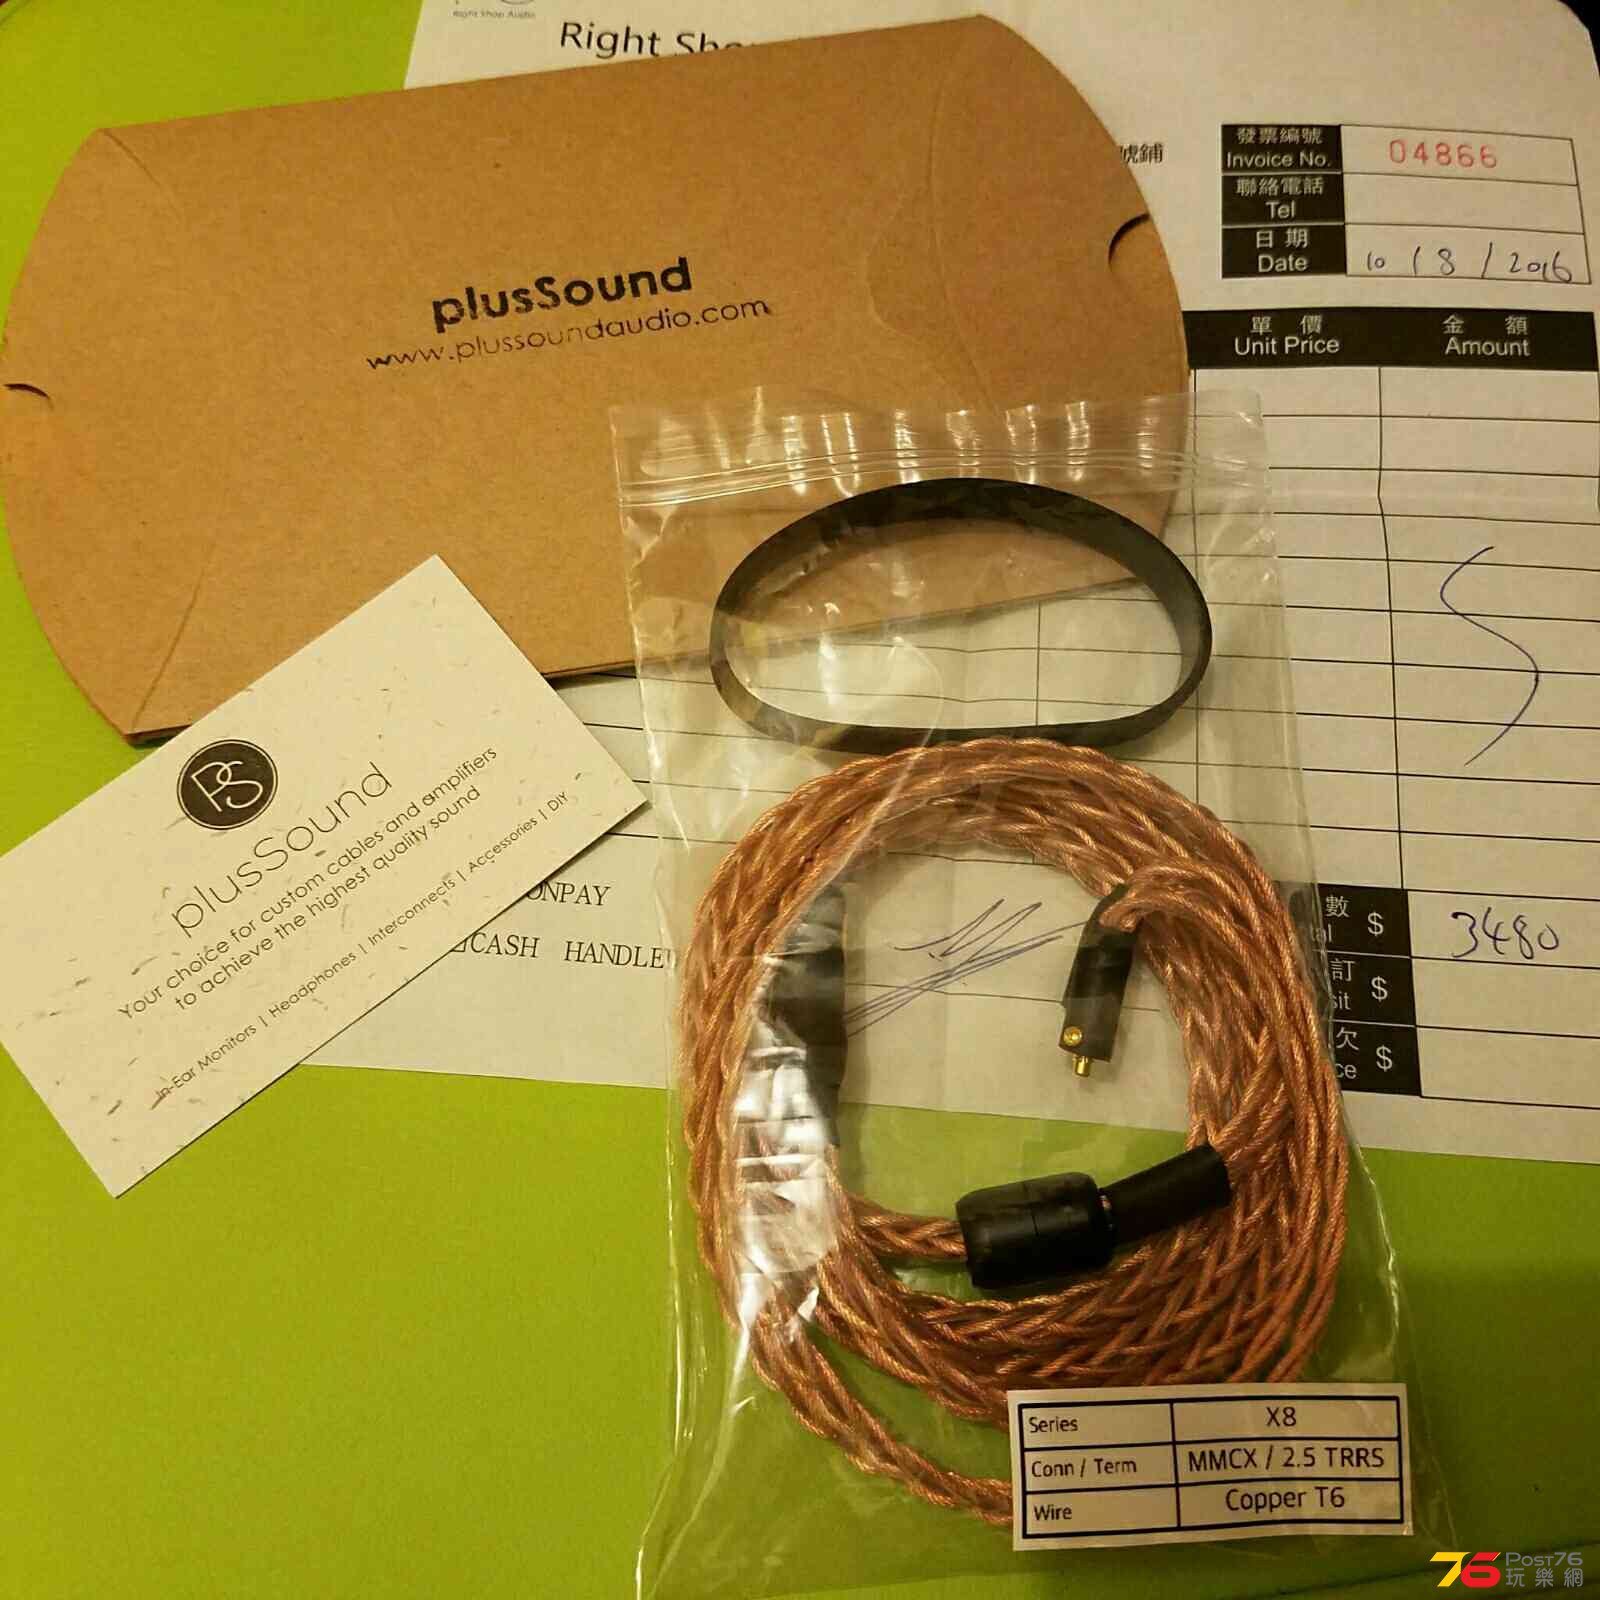 Right Shop Audio
Right
號鋪
發票編號
Invoice No.
04866
聯絡電話
Tel
日期
Date
10 / 8 / 2016
單價
Unit Price
金額
Amount
plusSound
www.plussoundaudio.com
PS
plusSound
Your choice for custom cables and amplifiers
to achieve the highest quality sound
In-Ear Monitors | Headphones | Interconnects | Accessories | DIY
ONPAY
CASH HANDLE
數
$
3480
訂
$
欠
$
Series
X8
Conn / Term
MMCX / 2.5 TRRS
Wire
Copper T6
76 POST76
玩樂網